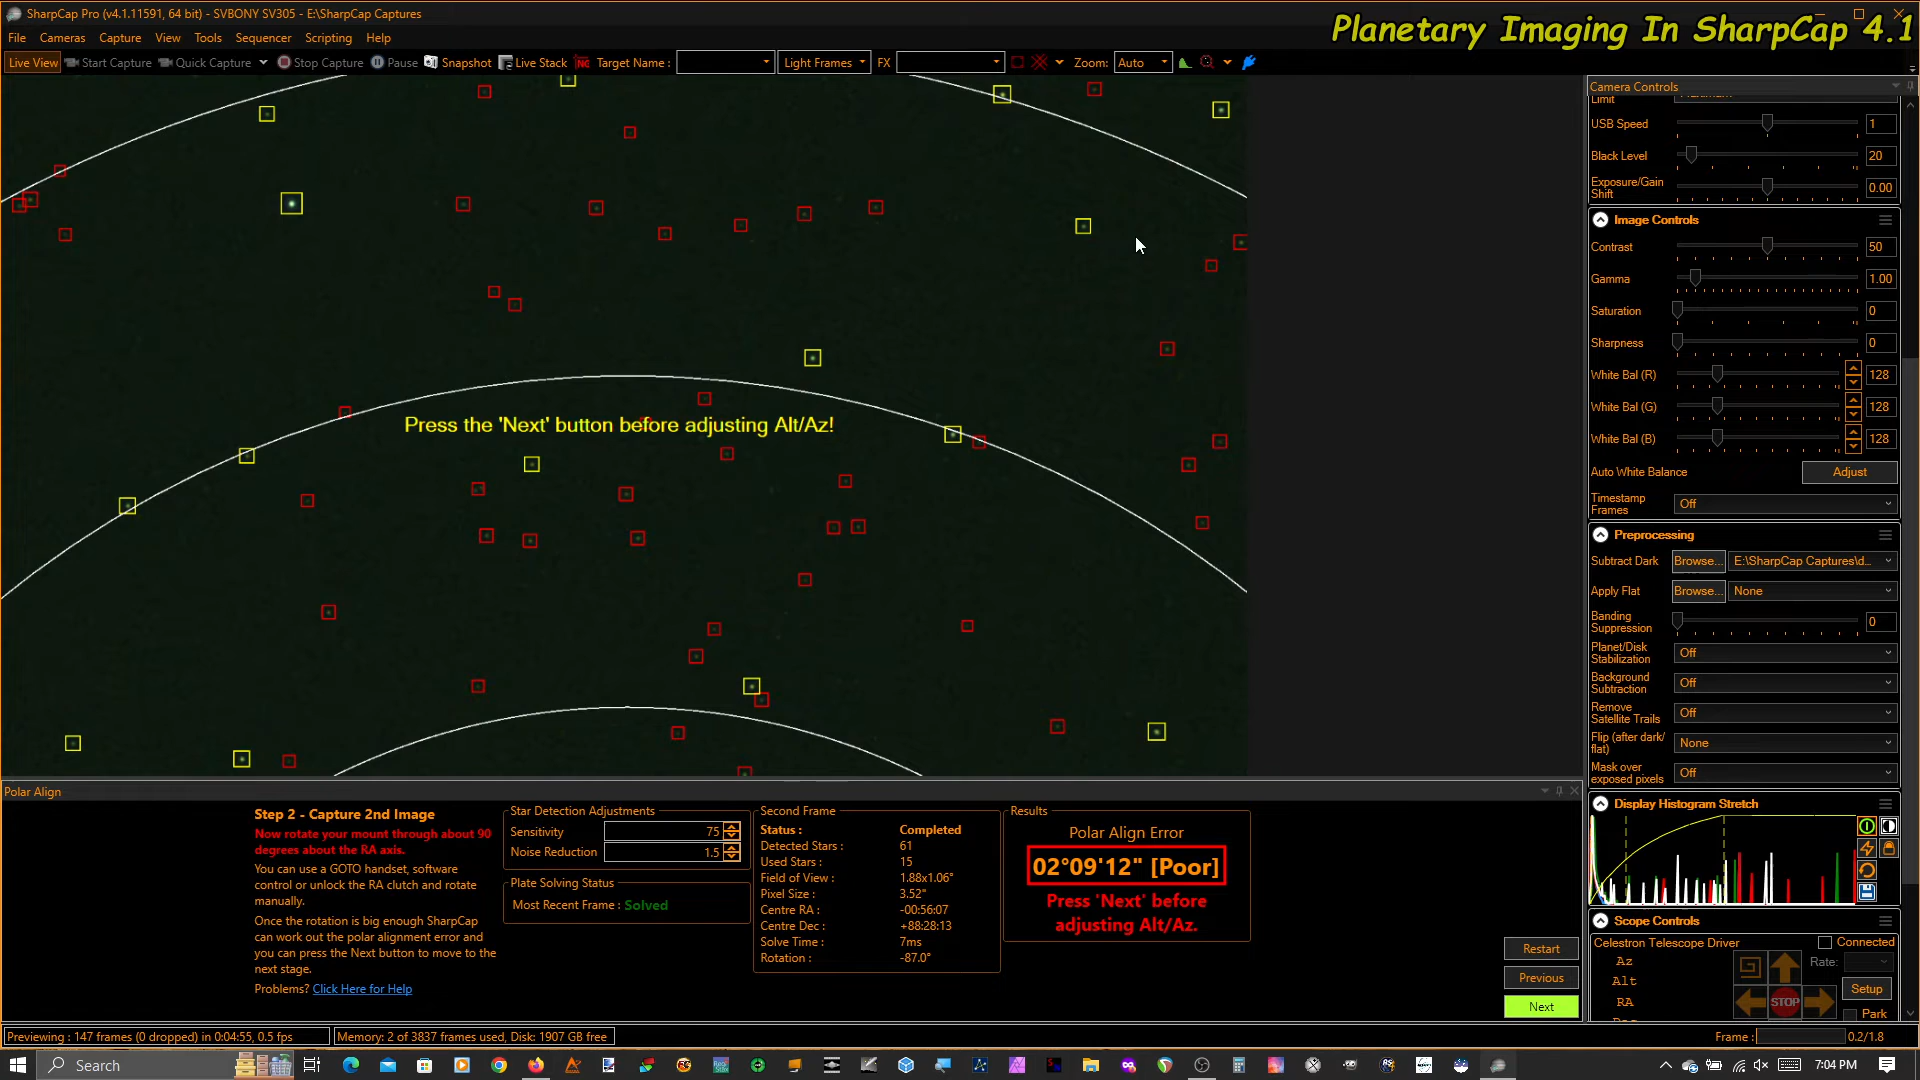 SharpCap Pro (v4.1.11591, 64 bit) - SVBONY SV305 - E:\SharpCap Captures
Planetary Imaging In SharpCap 4.1
File Cameras Capture View Tools Sequencer Scripting Help
Live View Start Capture Quick Capture Stop Capture Pause Snapshot Live Stack NC Target Name : Light Frames FX Zoom: Auto
Camera Controls
Limit
USB Speed 1
Black Level 20
Exposure/Gain
Shift 0.00
Image Controls
Contrast 50
Gamma 1.00
Saturation 0
Sharpness 0
White Bal (R) 128
White Bal (G) 128
White Bal (B) 128
Auto White Balance Adjust
Timestamp
Frames Off
Preprocessing
Subtract Dark Browse... E:\SharpCap Captures\d...
Apply Flat Browse... None
Banding
Suppression 0
Planet/Disk
Stabilization Off
Background
Subtraction Off
Remove
Satellite Trails Off
Flip (after dark/
flat) None
Mask over
exposed pixels Off
Display Histogram Stretch
Scope Controls
Celestron Telescope Driver Connected
Az Rate:
Alt
RA STOP Setup
Park
Press the 'Next' button before adjusting Alt/Az!
Polar Align
Step 2 - Capture 2nd Image
Now rotate your mount through about 90
degrees about the RA axis.
You can use a GOTO handset, software
control or unlock the RA clutch and rotate
manually.
Once the rotation is big enough SharpCap
can work out the polar alignment error and
you can press the Next button to move to the
next stage.
Problems? Click Here for Help
Star Detection Adjustments
Sensitivity 75
Noise Reduction 1.5
Plate Solving Status
Most Recent Frame : Solved
Second Frame
Status : Completed
Detected Stars : 61
Used Stars : 15
Field of View : 1.88x1.06°
Pixel Size : 3.52"
Centre RA : -00:56:07
Centre Dec : +88:28:13
Solve Time : 7ms
Rotation : -87.0°
Results
Polar Align Error
02°09'12" [Poor]
Press 'Next' before
adjusting Alt/Az.
Restart
Previous
Next
Previewing : 147 frames (0 dropped) in 0:04:55, 0.5 fps Memory: 2 of 3837 frames used, Disk: 1907 GB free Frame : 0.2/1.8
Search 7:04 PM